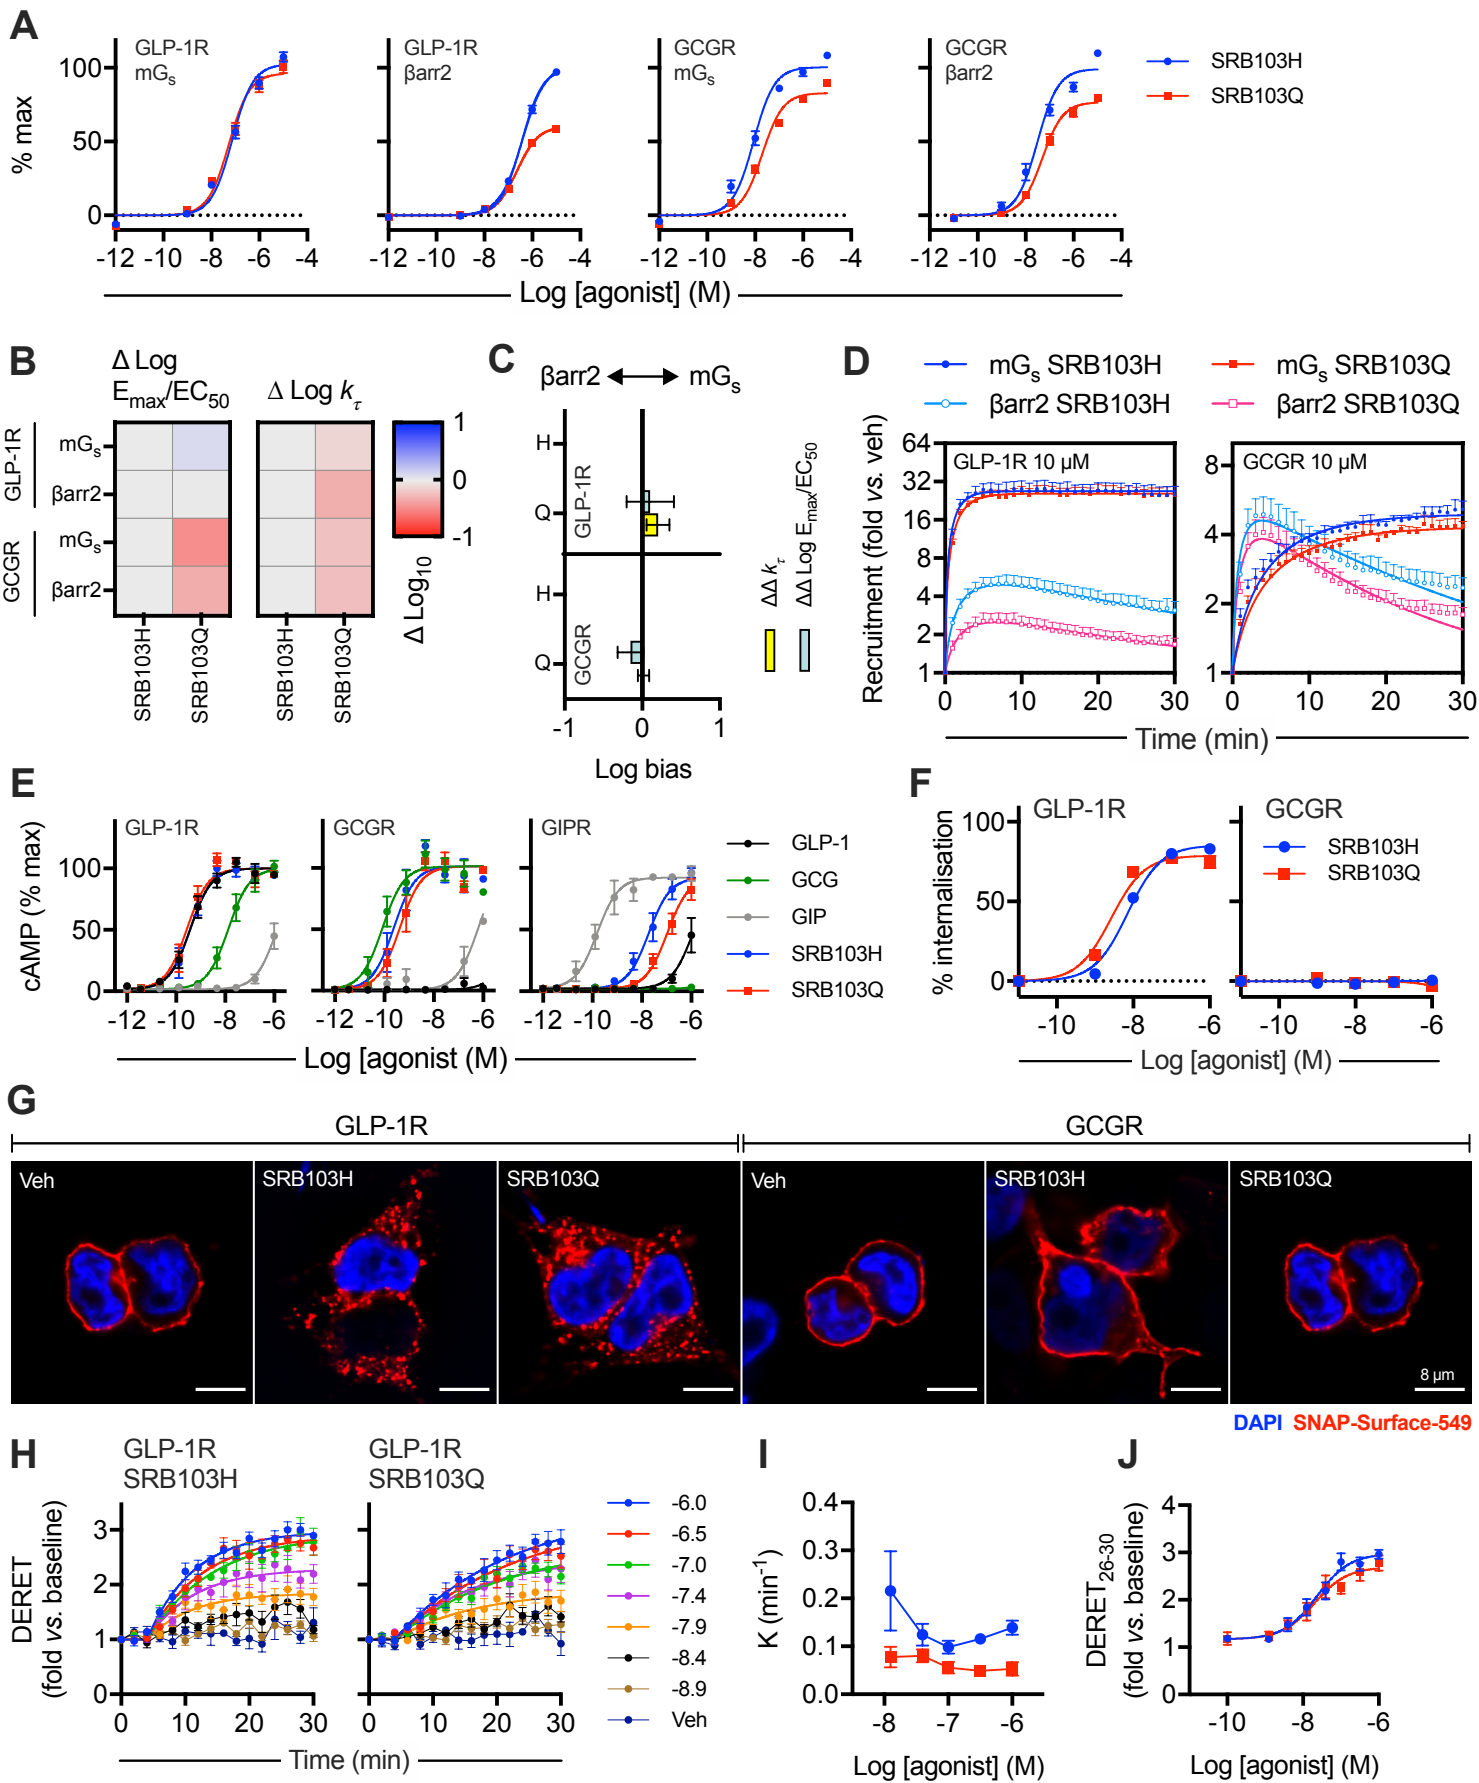 A
GLP-1R
mGs
GLP-1R
βarr2
GCGR
mGs
GCGR
βarr2
SRB103H
SRB103Q
% max
100
50
0
-12 -10 -8 -6 -4
-12 -10 -8 -6 -4
-12 -10 -8 -6 -4
-12 -10 -8 -6 -4
Log [agonist] (M)
B
Δ Log
Emax/EC50
Δ Log kτ
GLP-1R
GCGR
mGs
βarr2
mGs
βarr2
SRB103H
SRB103Q
SRB103H
SRB103Q
1
0
-1
Δ Log10
C
βarr2
mGs
H
Q
H
Q
GLP-1R
GCGR
-1 0 1
Log bias
ΔΔ kτ
ΔΔ Log Emax/EC50
D
mGs SRB103H
mGs SRB103Q
βarr2 SRB103H
βarr2 SRB103Q
Recruitment (fold vs. veh)
GLP-1R 10 µM
64
32
16
8
4
2
1
0 10 20 30
GCGR 10 µM
8
4
2
1
0 10 20 30
Time (min)
E
cAMP (% max)
GLP-1R
GCGR
GIPR
100
50
0
-12 -10 -8 -6
-12 -10 -8 -6
-12 -10 -8 -6
Log [agonist (M)
GLP-1
GCG
GIP
SRB103H
SRB103Q
F
% internalisation
GLP-1R
GCGR
SRB103H
SRB103Q
100
50
0
-10 -8 -6
-10 -8 -6
Log [agonist] (M)
G
GLP-1R
GCGR
Veh
SRB103H
SRB103Q
Veh
SRB103H
SRB103Q
8 µm
DAPI SNAP-Surface-549
H
GLP-1R
SRB103H
GLP-1R
SRB103Q
DERET
(fold vs. baseline)
3
2
1
0
0 10 20 30
0 10 20 30
Time (min)
-6.0
-6.5
-7.0
-7.4
-7.9
-8.4
-8.9
Veh
I
K (min-1)
0.4
0.3
0.2
0.1
0.0
-8 -7 -6
Log [agonist] (M)
J
DERET26-30
(fold vs. baseline)
4
3
2
1
0
-10 -8 -6
Log [agonist] (M)